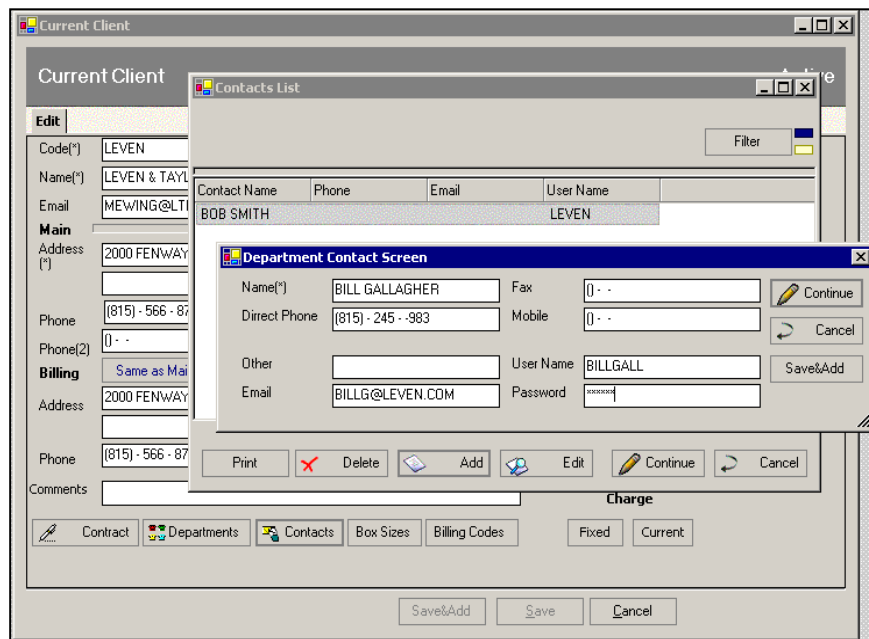 Current Client
Current Client
Contacts List
Edit
Filter
Code(*) LEVEN
Name(*) LEVEN & TAYL
Email MEWING@LT
Contact Name Phone Email User Name
BOB SMITH LEVEN
Main
Address (*) 2000 FENWAY
Phone (815) - 566 - 87
Phone(2) () - -
Billing Same as Mai
Address 2000 FENWAY
Phone (815) - 566 - 87
Comments
Department Contact Screen
Name(*) BILL GALLAGHER Fax () - - Continue
Dirrect Phone (815) - 245 - -983 Mobile () - - Cancel
Other User Name BILLGALL Save&Add
Email BILLG@LEVEN.COM Password ******
Print Delete Add Edit Continue Cancel
Charge
Contract Departments Contacts Box Sizes Billing Codes Fixed Current
Save&Add Save Cancel